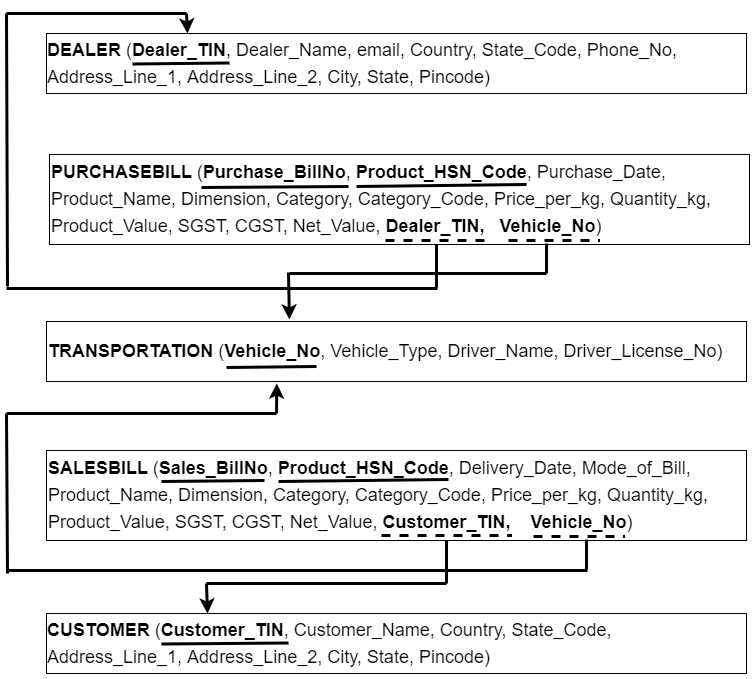 DEALER (Dealer_TIN, Dealer_Name, email, Country, State_Code, Phone_No,
Address_Line_1, Address_Line_2, City, State, Pincode)
PURCHASEBILL (Purchase_BillNo, Product_HSN_Code, Purchase_Date,
Product_Name, Dimension, Category, Category_Code, Price_per_kg, Quantity_kg,
Product_Value, SGST, CGST, Net_Value, Dealer_TIN, Vehicle_No)
TRANSPORTATION (Vehicle_No, Vehicle_Type, Driver_Name, Driver_License_No)
SALESBILL (Sales_BillNo, Product_HSN_Code, Delivery_Date, Mode_of_Bill,
Product_Name, Dimension, Category, Category_Code, Price_per_kg, Quantity_kg,
Product_Value, SGST, CGST, Net_Value, Customer_TIN, Vehicle_No)
CUSTOMER (Customer_TIN, Customer_Name, Country, State_Code,
Address_Line_1, Address_Line_2, City, State, Pincode)